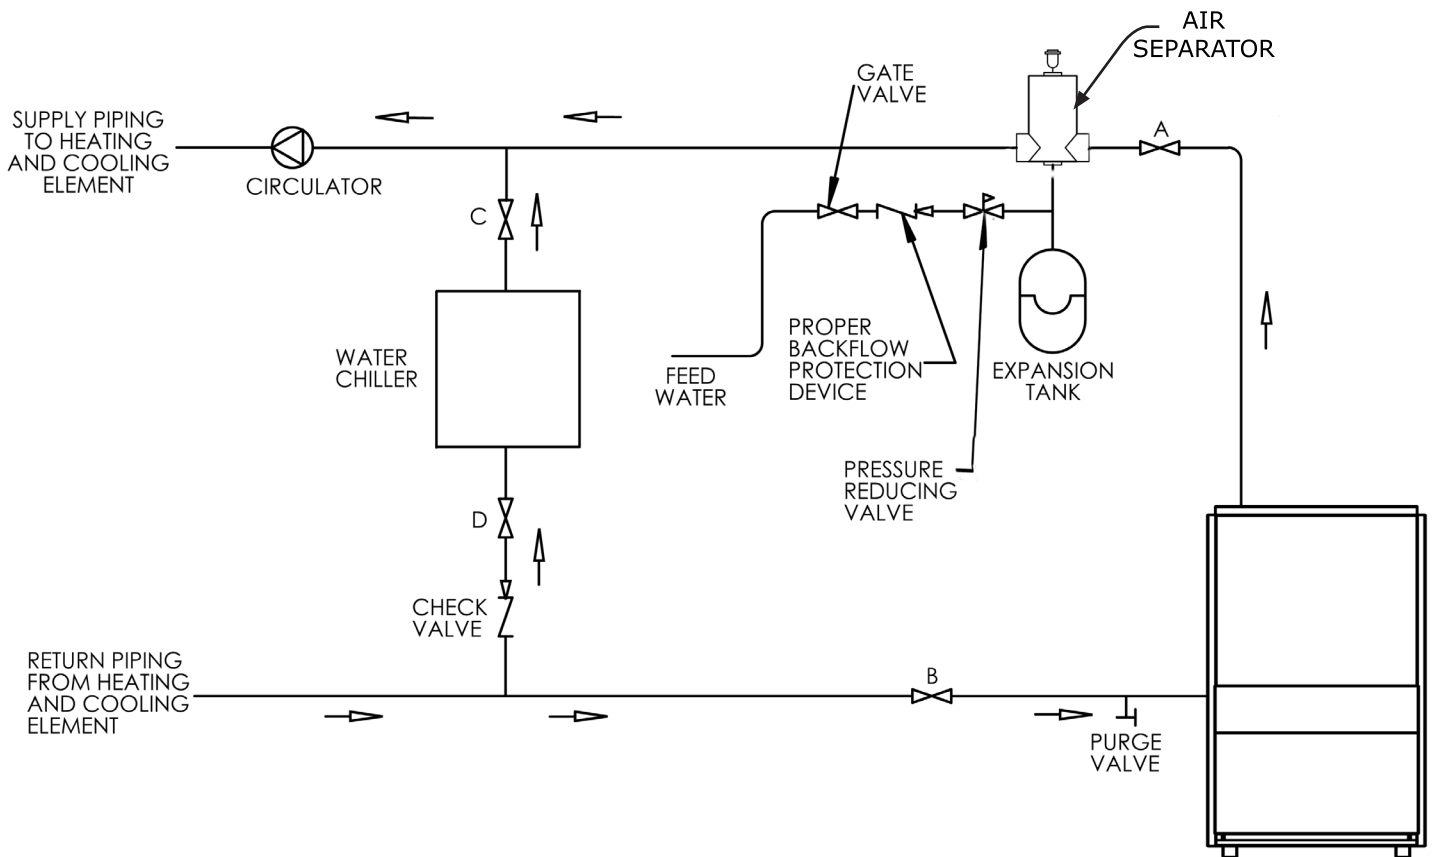 AIR
SEPARATOR
GATE
VALVE
SUPPLY PIPING
TO HEATING
AND COOLING
ELEMENT
CIRCULATOR
A
C
WATER
CHILLER
FEED
WATER
PROPER
BACKFLOW
PROTECTION
DEVICE
EXPANSION
TANK
PRESSURE
REDUCING
VALVE
D
CHECK
VALVE
RETURN PIPING
FROM HEATING
AND COOLING
ELEMENT
B
PURGE
VALVE